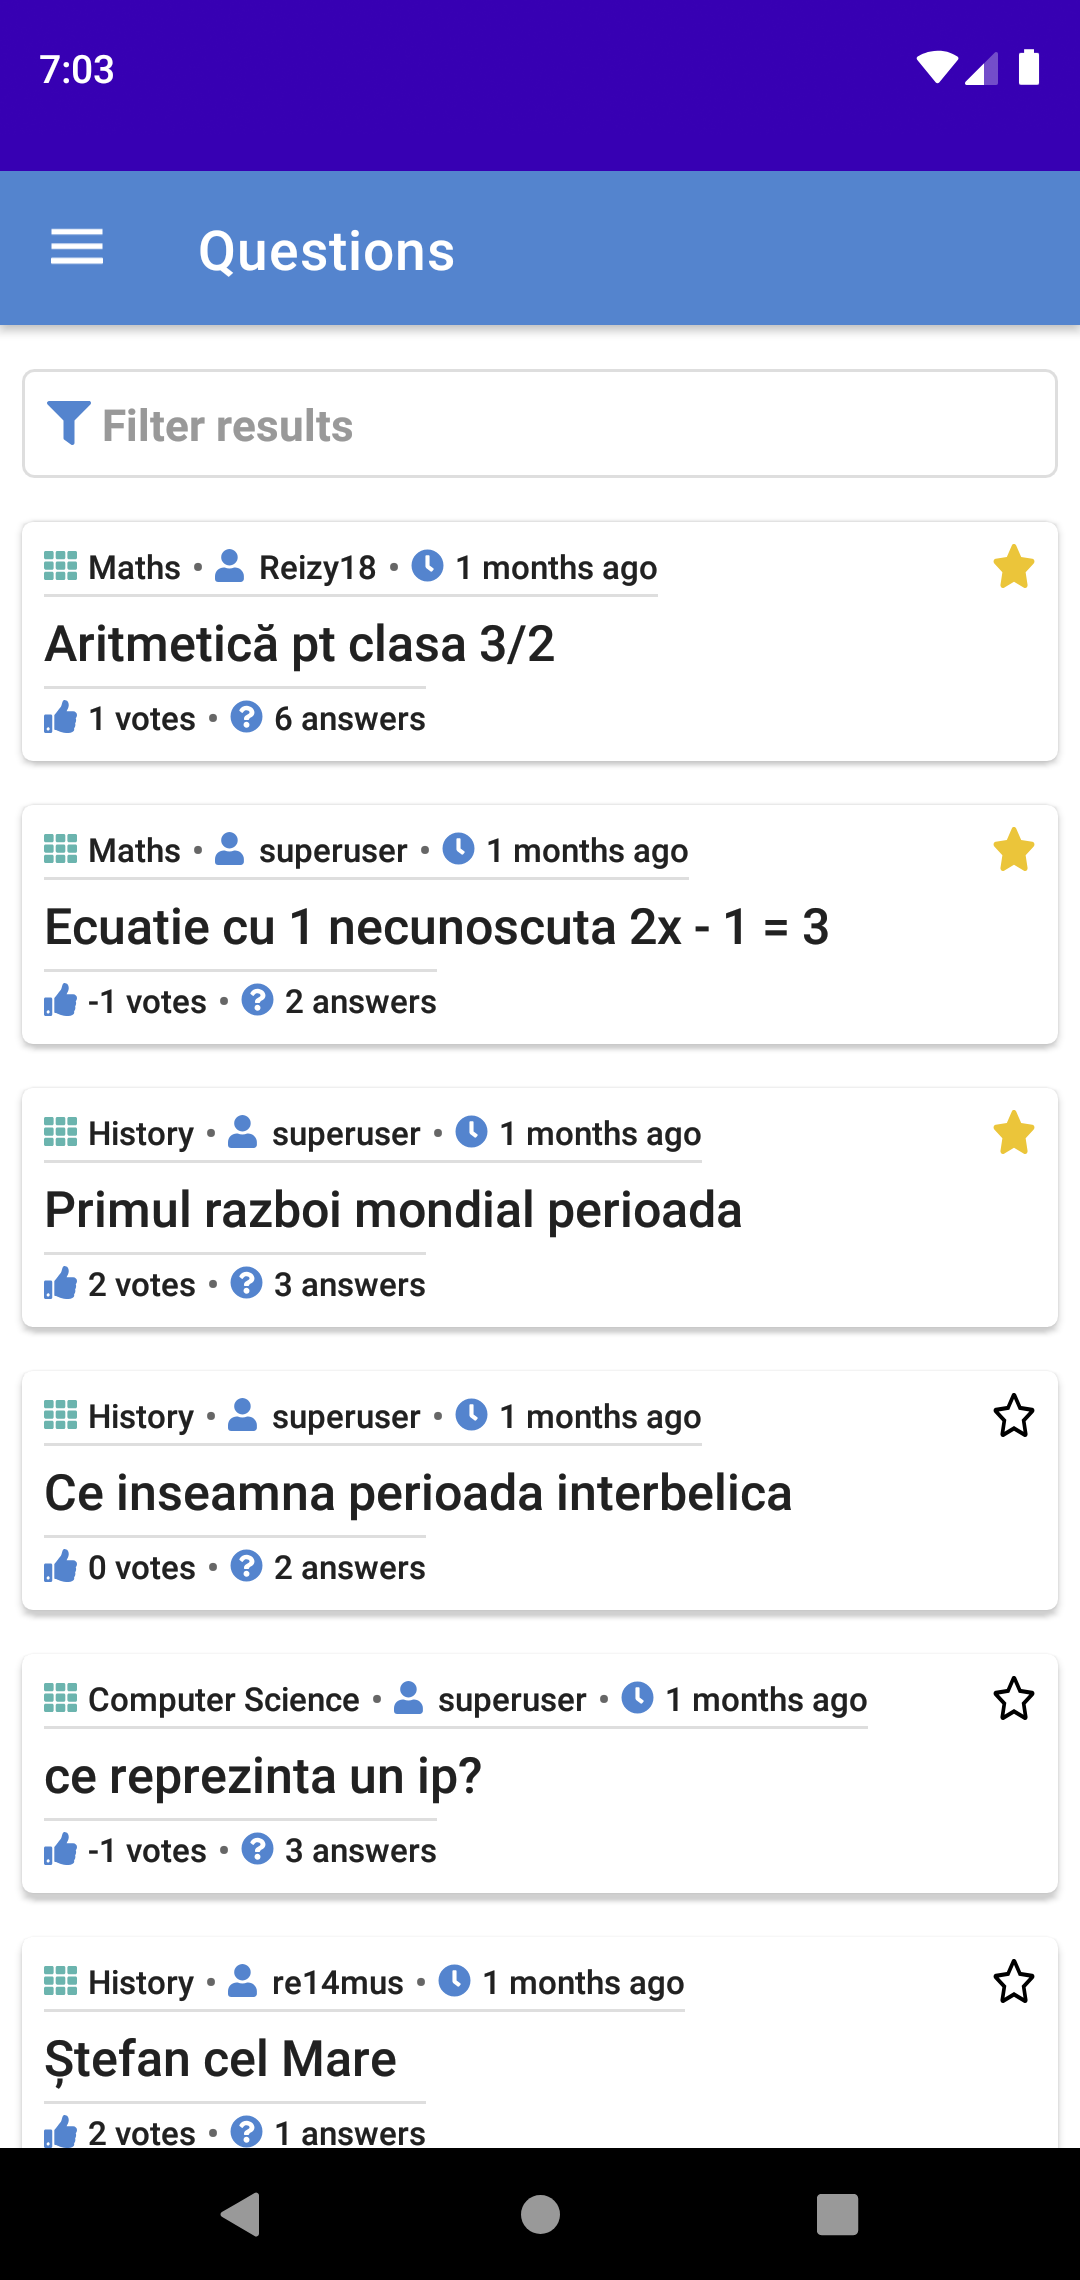 7:03
Questions
Filter results
Maths • Reizy18 • 1 months ago
Aritmetică pt clasa 3/2
1 votes • 6 answers
Maths • superuser • 1 months ago
Ecuatie cu 1 necunoscuta 2x - 1 = 3
-1 votes • 2 answers
History • superuser • 1 months ago
Primul razboi mondial perioada
2 votes • 3 answers
History • superuser • 1 months ago
Ce inseamna perioada interbelica
0 votes • 2 answers
Computer Science • superuser • 1 months ago
ce reprezinta un ip?
-1 votes • 3 answers
History • re14mus • 1 months ago
Ștefan cel Mare
2 votes • 1 answers